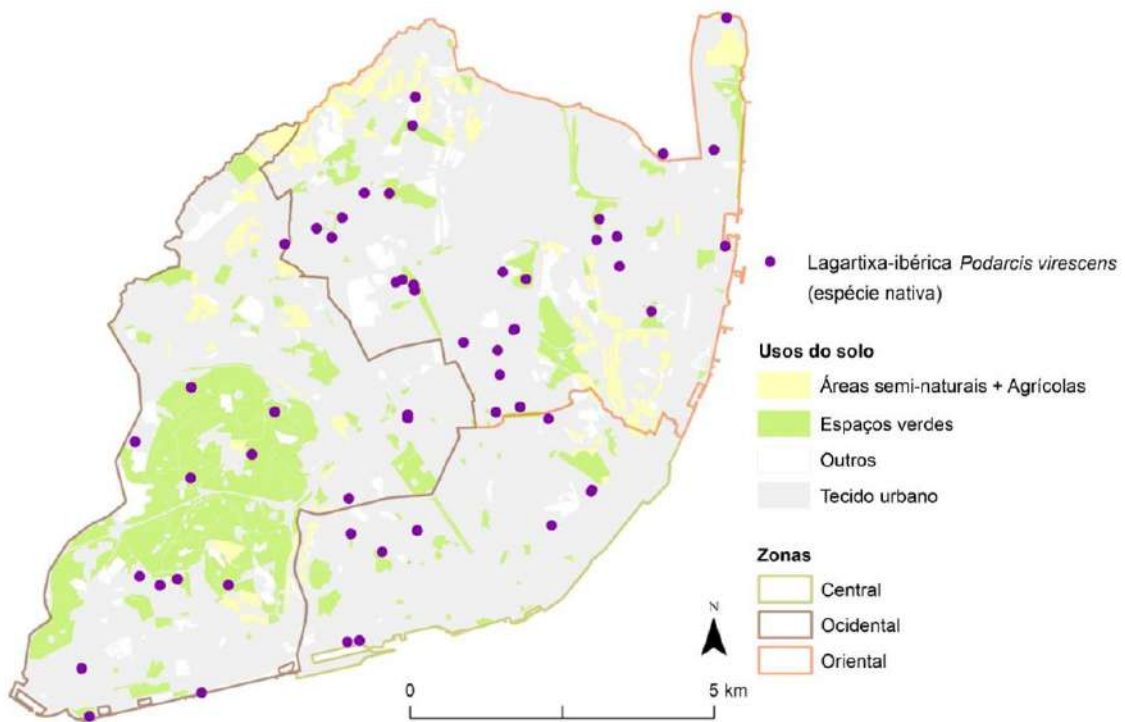 Lagartixa-ibérica Podarcis virescens
(espécie nativa)
Usos do solo
Áreas semi-naturais + Agrícolas
Espaços verdes
Outros
Tecido urbano
Zonas
Central
Ocidental
Oriental
N
0 5 km